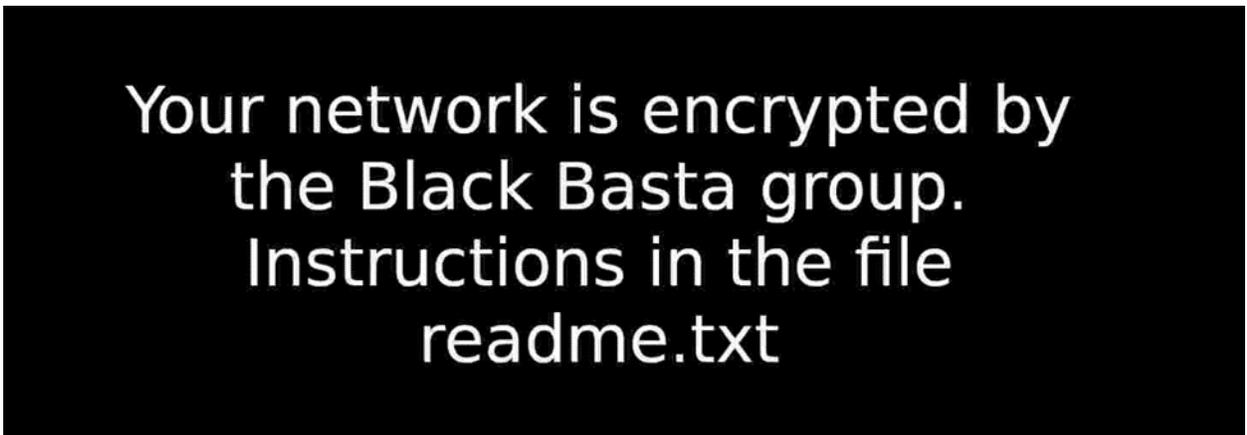 Your network is encrypted by
the Black Basta group.
Instructions in the file
readme.txt